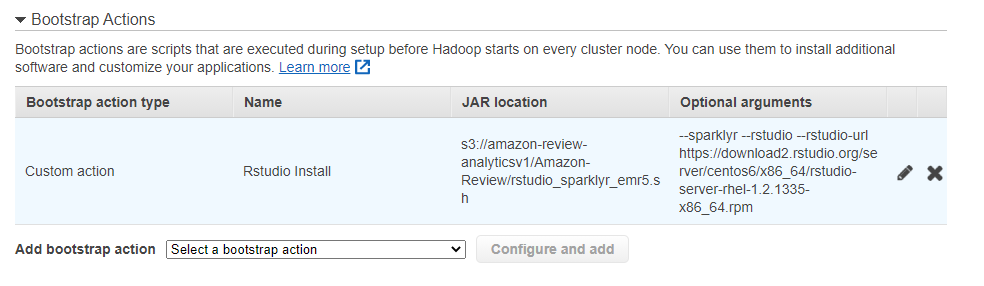 Bootstrap Actions
Bootstrap actions are scripts that are executed during setup before Hadoop starts on every cluster node. You can use them to install additional
software and customize your applications. Learn more
Bootstrap action type Name JAR location Optional arguments
Custom action
Rstudio Install
s3://amazon-review-
analyticsv1/Amazon-
Review/rstudio_sparklyr_emr5.s
h
--sparklyr --rstudio --rstudio-url
https://download2.rstudio.org/se
rver/centos6/x86_64/rstudio-
server-rhel-1.2.1335-
x86_64.rpm
Add bootstrap action Select a bootstrap action Configure and add